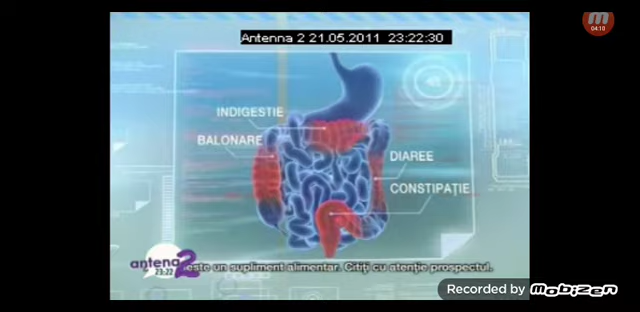 Antenna 2 21.05.2011 23:22:30
04:10
INDIGESTIE
BALONARE
DIAREE
CONSTIPAȚIE
antena 2
23:22
este un supliment alimentar. Citiți cu atenție prospectul.
Recorded by mobizen